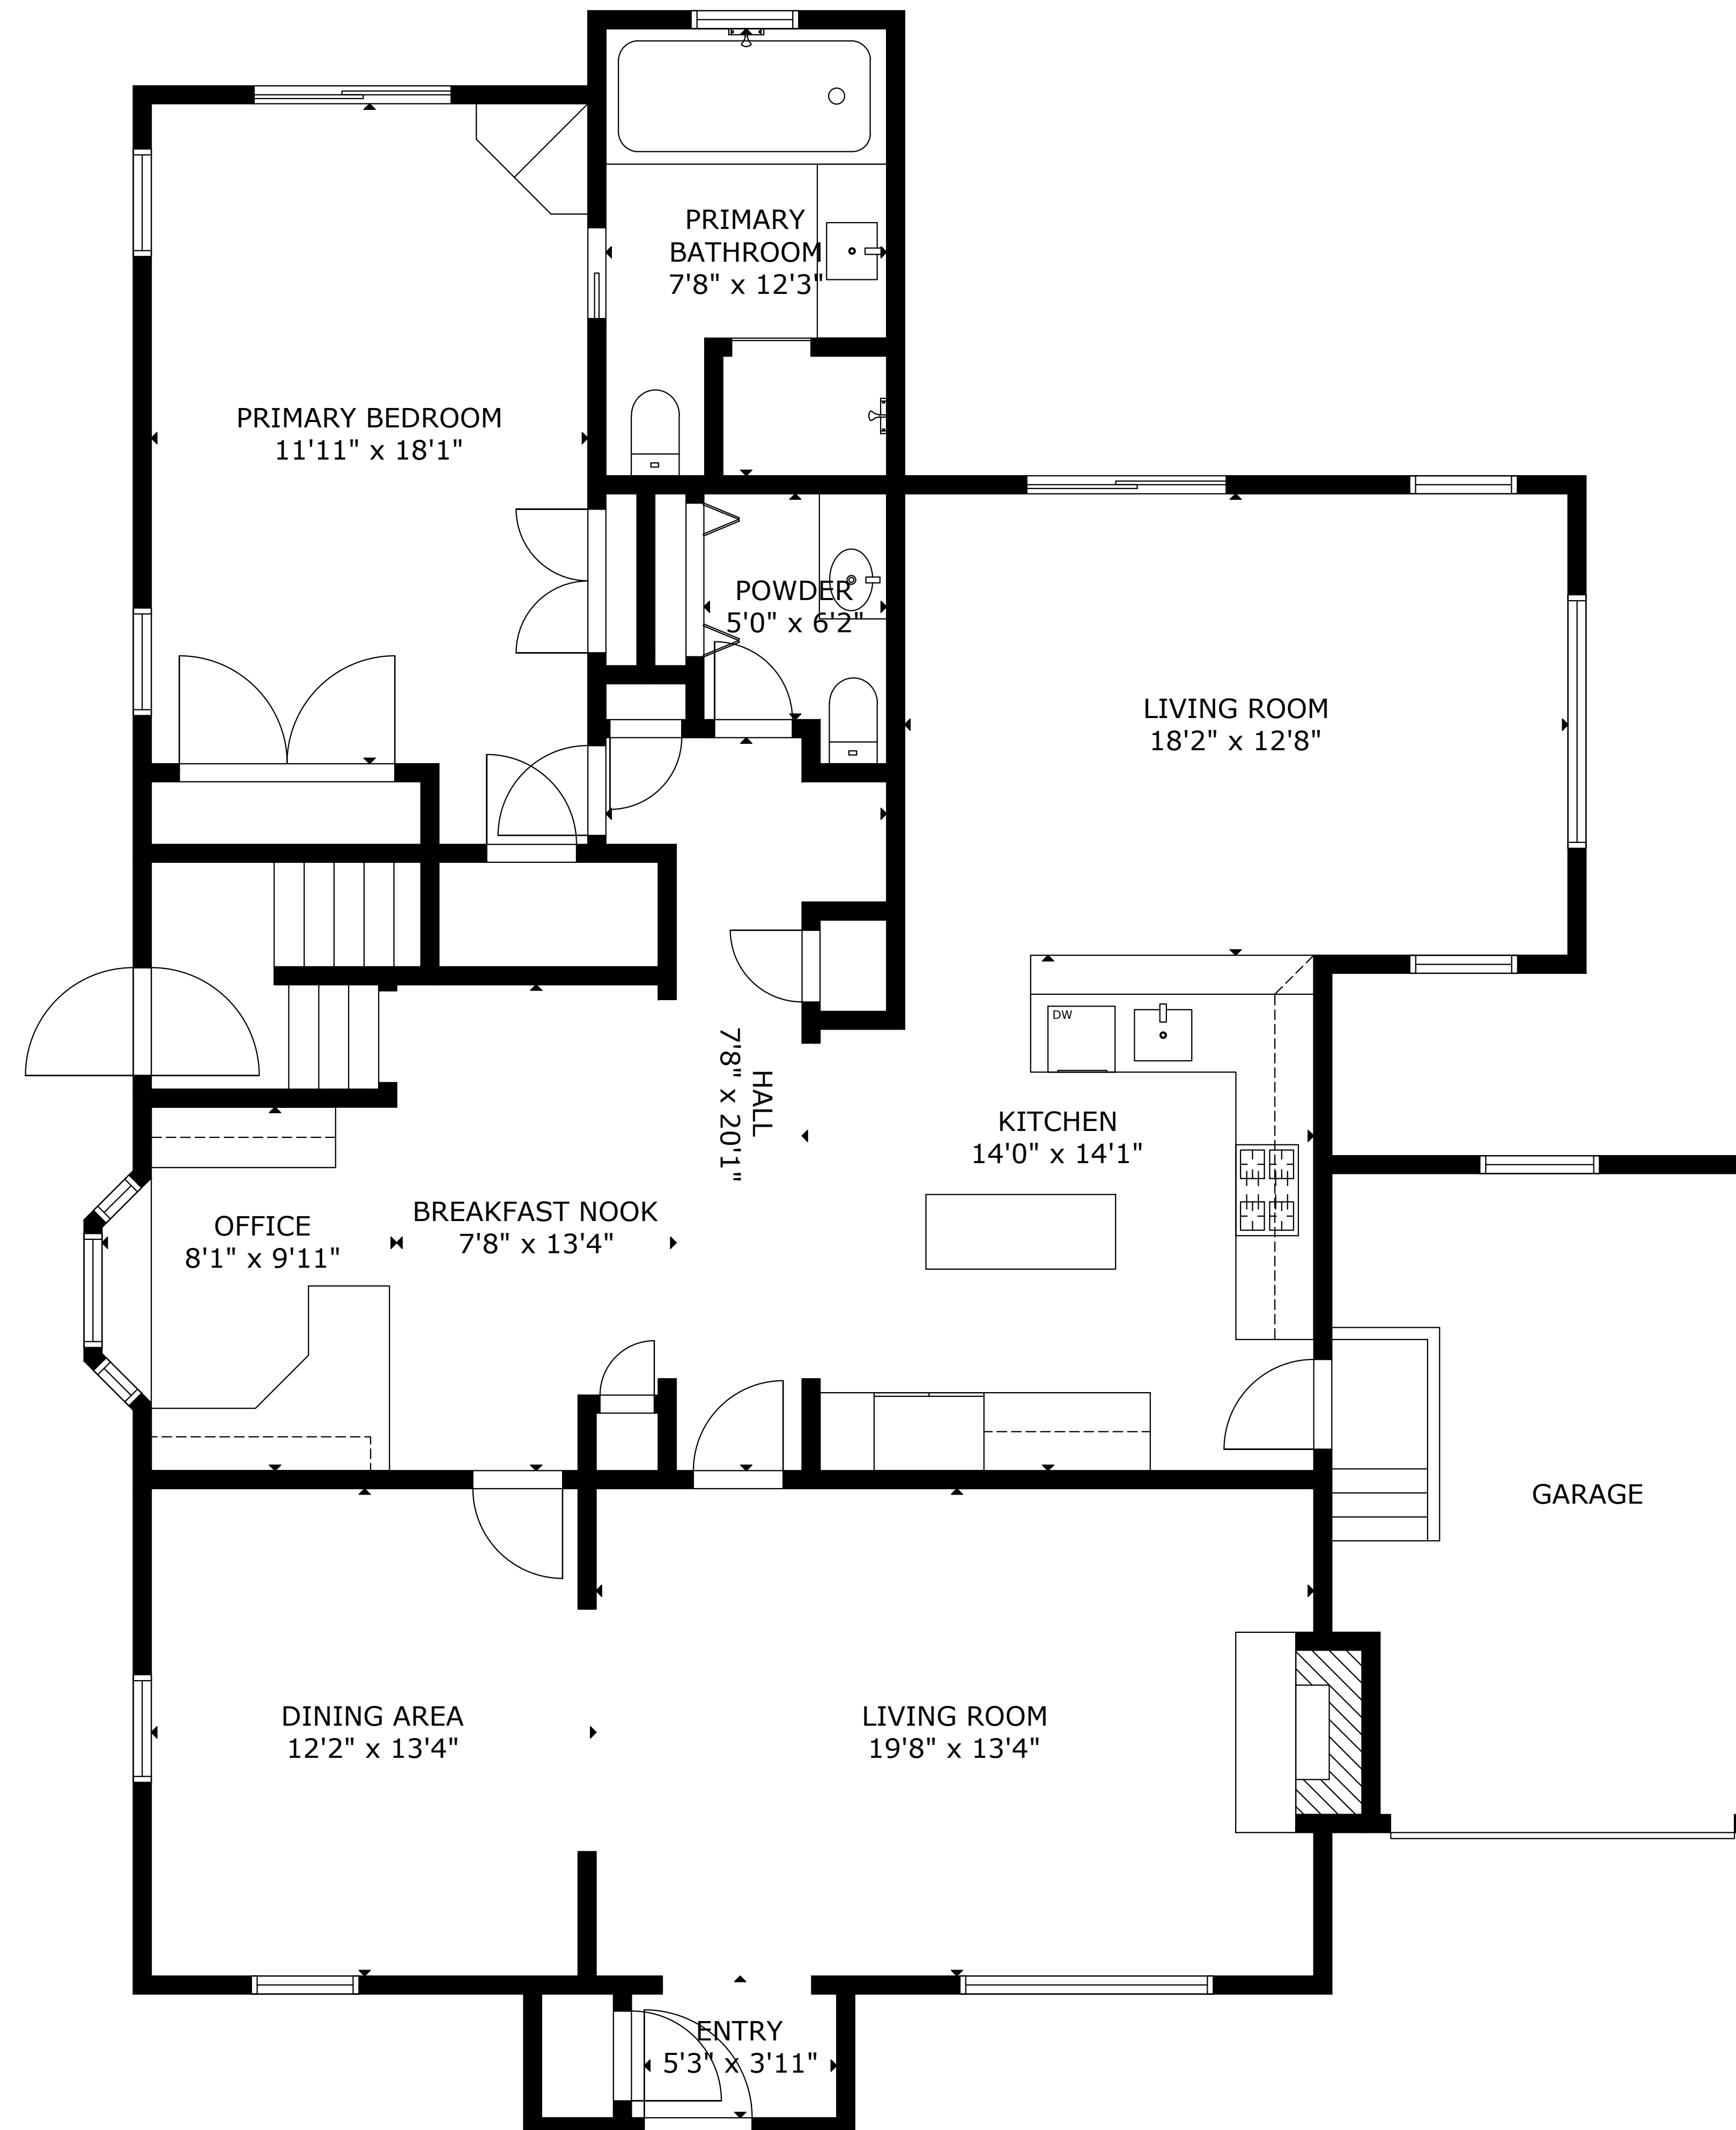 PRIMARY
BATHROOM
7'8" x 12'3"
PRIMARY BEDROOM
11'11" x 18'1"
POWDER
5'0" x 6'2"
LIVING ROOM
18'2" x 12'8"
DW
HALL
7'8" x 20'1"
KITCHEN
14'0" x 14'1"
OFFICE
8'1" x 9'11"
BREAKFAST NOOK
7'8" x 13'4"
GARAGE
DINING AREA
12'2" x 13'4"
LIVING ROOM
19'8" x 13'4"
ENTRY
5'3" x 3'11"